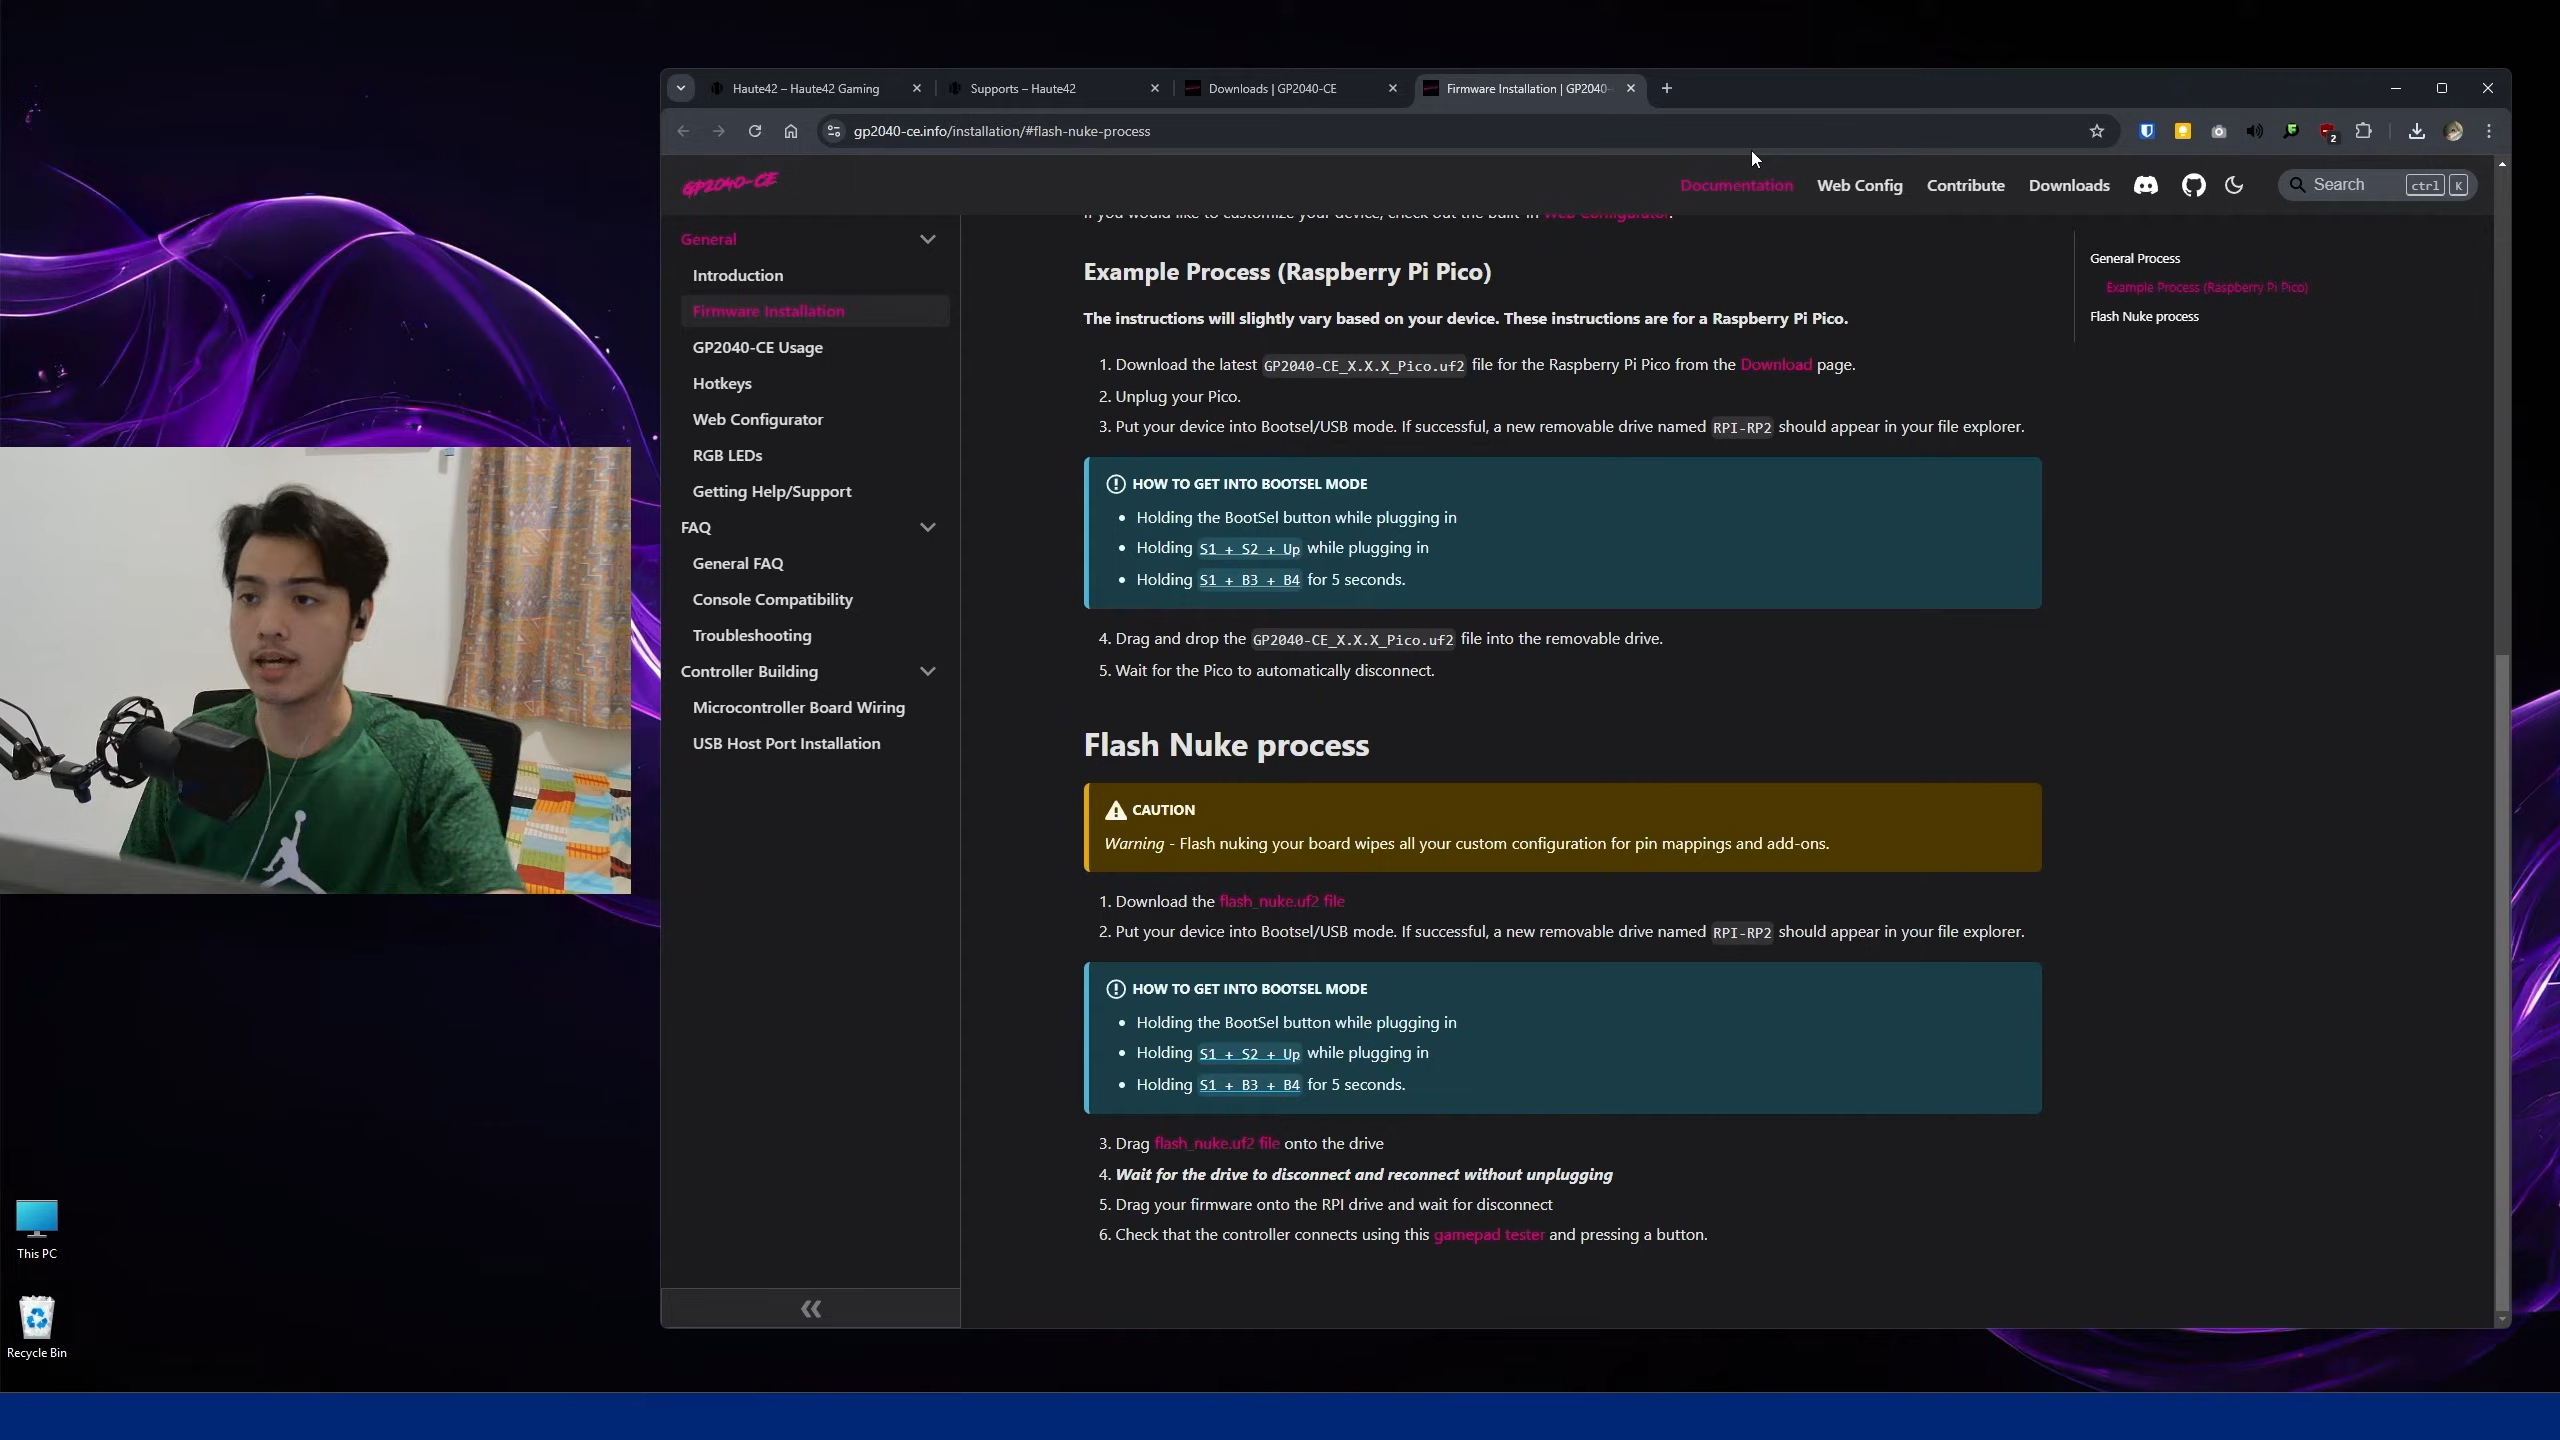 Haute42 – Haute42 Gaming
Supports – Haute42
Downloads | GP2040-CE
Firmware Installation | GP2040-
gp2040-ce.info/installation/#flash-nuke-process
2
GP2040-CE
Documentation
Web Config
Contribute
Downloads
Search
ctrl K
General
Introduction
Firmware Installation
GP2040-CE Usage
Hotkeys
Web Configurator
RGB LEDs
Getting Help/Support
FAQ
General FAQ
Console Compatibility
Troubleshooting
Controller Building
Microcontroller Board Wiring
USB Host Port Installation
If you would like to customize your device, check out the built-in Web Configurator.
Example Process (Raspberry Pi Pico)
The instructions will slightly vary based on your device. These instructions are for a Raspberry Pi Pico.
1. Download the latest GP2040-CE_X.X.X_Pico.uf2 file for the Raspberry Pi Pico from the Download page.
2. Unplug your Pico.
3. Put your device into Bootsel/USB mode. If successful, a new removable drive named RPI-RP2 should appear in your file explorer.
HOW TO GET INTO BOOTSEL MODE
• Holding the BootSel button while plugging in
• Holding S1 + S2 + Up while plugging in
• Holding S1 + B3 + B4 for 5 seconds.
4. Drag and drop the GP2040-CE_X.X.X_Pico.uf2 file into the removable drive.
5. Wait for the Pico to automatically disconnect.
Flash Nuke process
CAUTION
Warning - Flash nuking your board wipes all your custom configuration for pin mappings and add-ons.
1. Download the flash_nuke.uf2 file
2. Put your device into Bootsel/USB mode. If successful, a new removable drive named RPI-RP2 should appear in your file explorer.
HOW TO GET INTO BOOTSEL MODE
• Holding the BootSel button while plugging in
• Holding S1 + S2 + Up while plugging in
• Holding S1 + B3 + B4 for 5 seconds.
3. Drag flash_nuke.uf2 file onto the drive
4. Wait for the drive to disconnect and reconnect without unplugging
5. Drag your firmware onto the RPI drive and wait for disconnect
6. Check that the controller connects using this gamepad tester and pressing a button.
General Process
Example Process (Raspberry Pi Pico)
Flash Nuke process
This PC
Recycle Bin